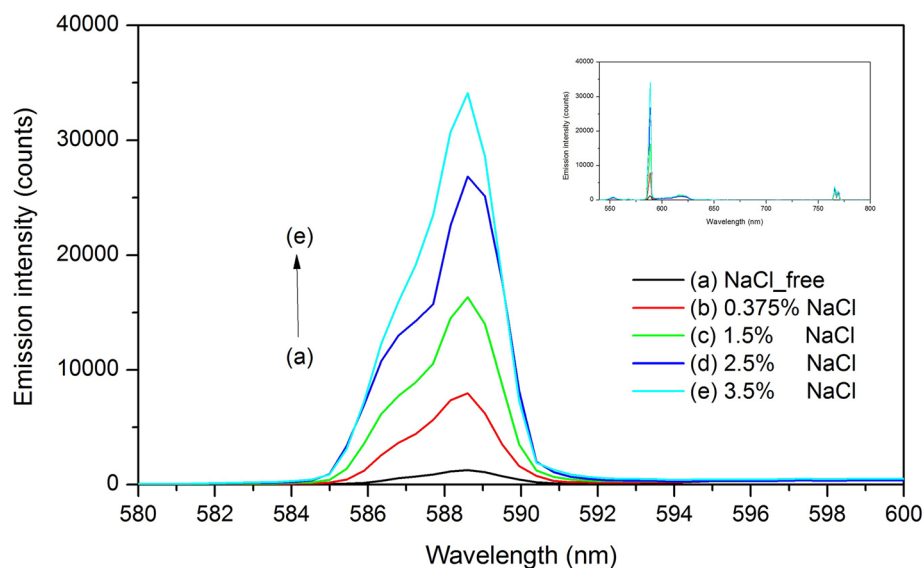 40000
30000
20000
10000
0
Emission intensity (counts)
580 582 584 586 588 590 592 594 596 598 600
Wavelength (nm)
(e)
(a)
40000
30000
20000
10000
0
Emission intensity (counts)
550 600 650 700 750 800
Wavelength (nm)
(a) NaCl_free
(b) 0.375% NaCl
(c) 1.5% NaCl
(d) 2.5% NaCl
(e) 3.5% NaCl